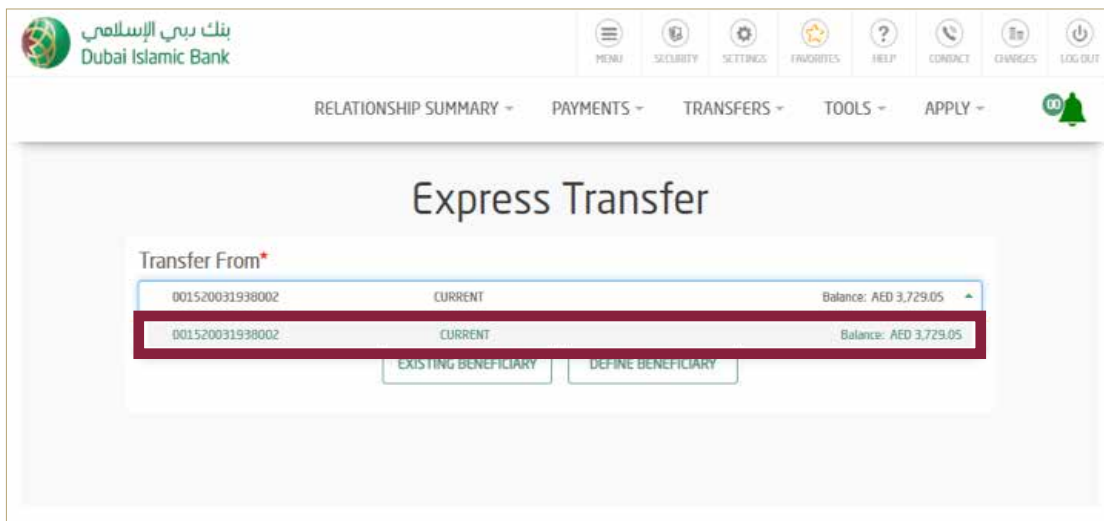 بنك دبي الإسلامي
Dubai Islamic Bank
MENU SECURITY SETTINGS FAVORITES HELP CONTACT CHARGES LOG OUT
RELATIONSHIP SUMMARY PAYMENTS TRANSFERS TOOLS APPLY 00
Express Transfer
Transfer From*
001520031938002 CURRENT Balance: AED 3,729.05
001520031938002 CURRENT Balance: AED 3,729.05
EXISTING BENEFICIARY DEFINE BENEFICIARY